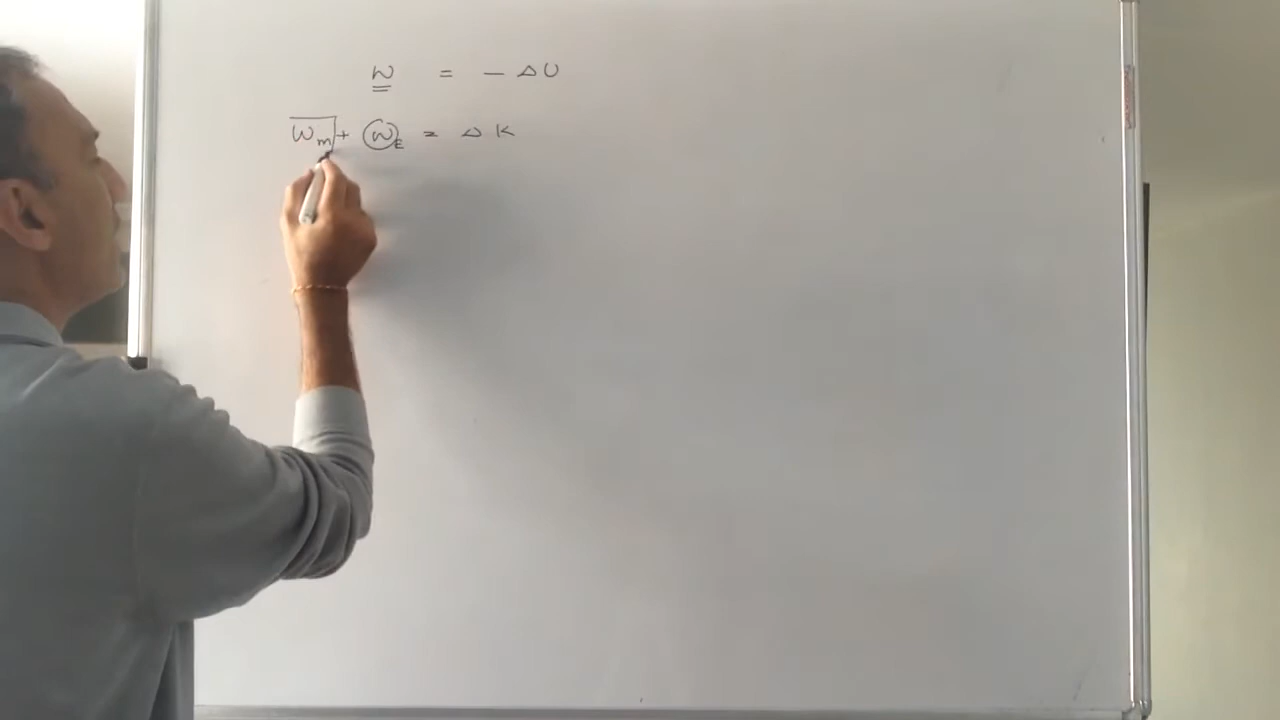 W = - ΔU
Wm + WE = ΔK